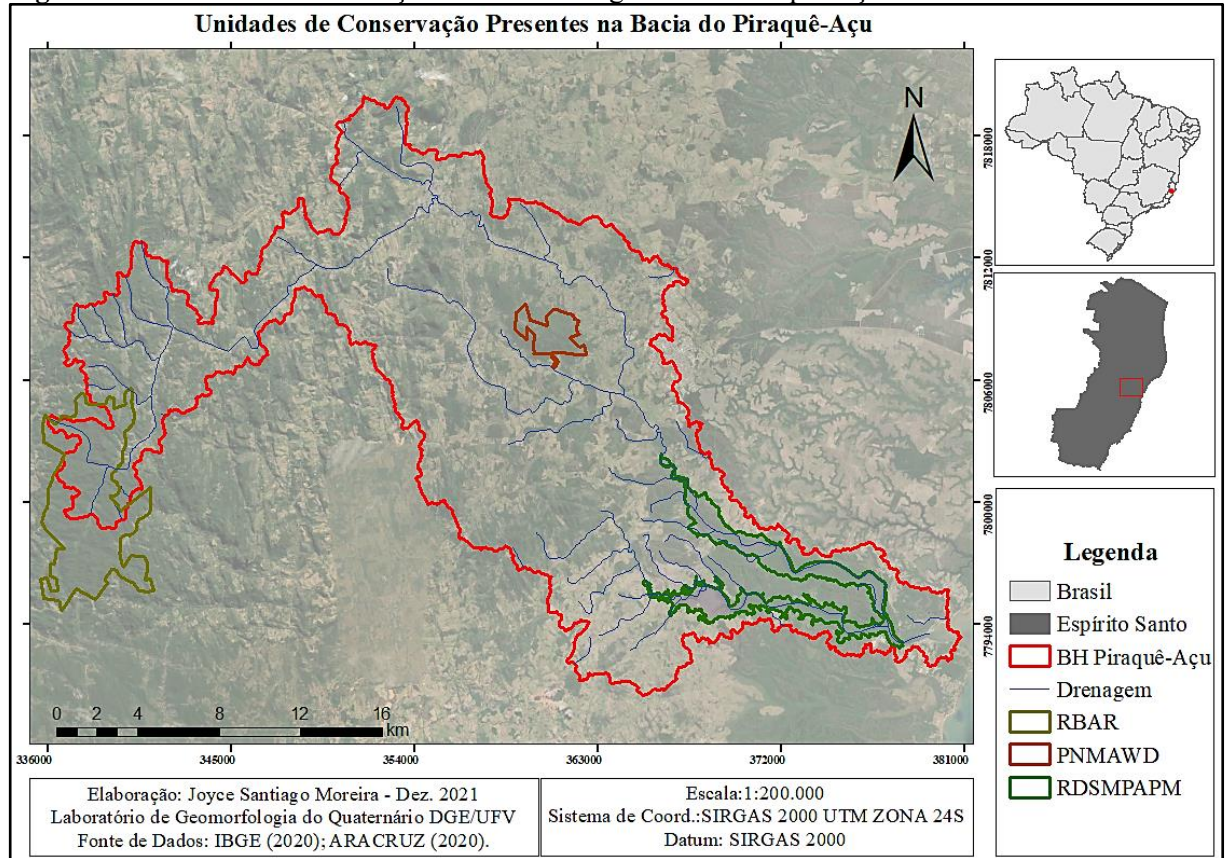 Unidades de Conservação Presentes na Bacia do Piraquê-Açu
N
7818000
7812000
7806000
7800000
7794000
0 2 4 8 12 16
km
336000 345000 354000 363000 372000 381000
Legenda
Brasil
Espírito Santo
BH Piraquê-Açu
Drenagem
RBAR
PNMAWD
RDSMPAPM
Elaboração: Joyce Santiago Moreira - Dez. 2021
Laboratório de Geomorfologia do Quaternário DGE/UFV
Fonte de Dados: IBGE (2020); ARACRUZ (2020).
Escala:1:200.000
Sistema de Coord.:SIRGAS 2000 UTM ZONA 24S
Datum: SIRGAS 2000